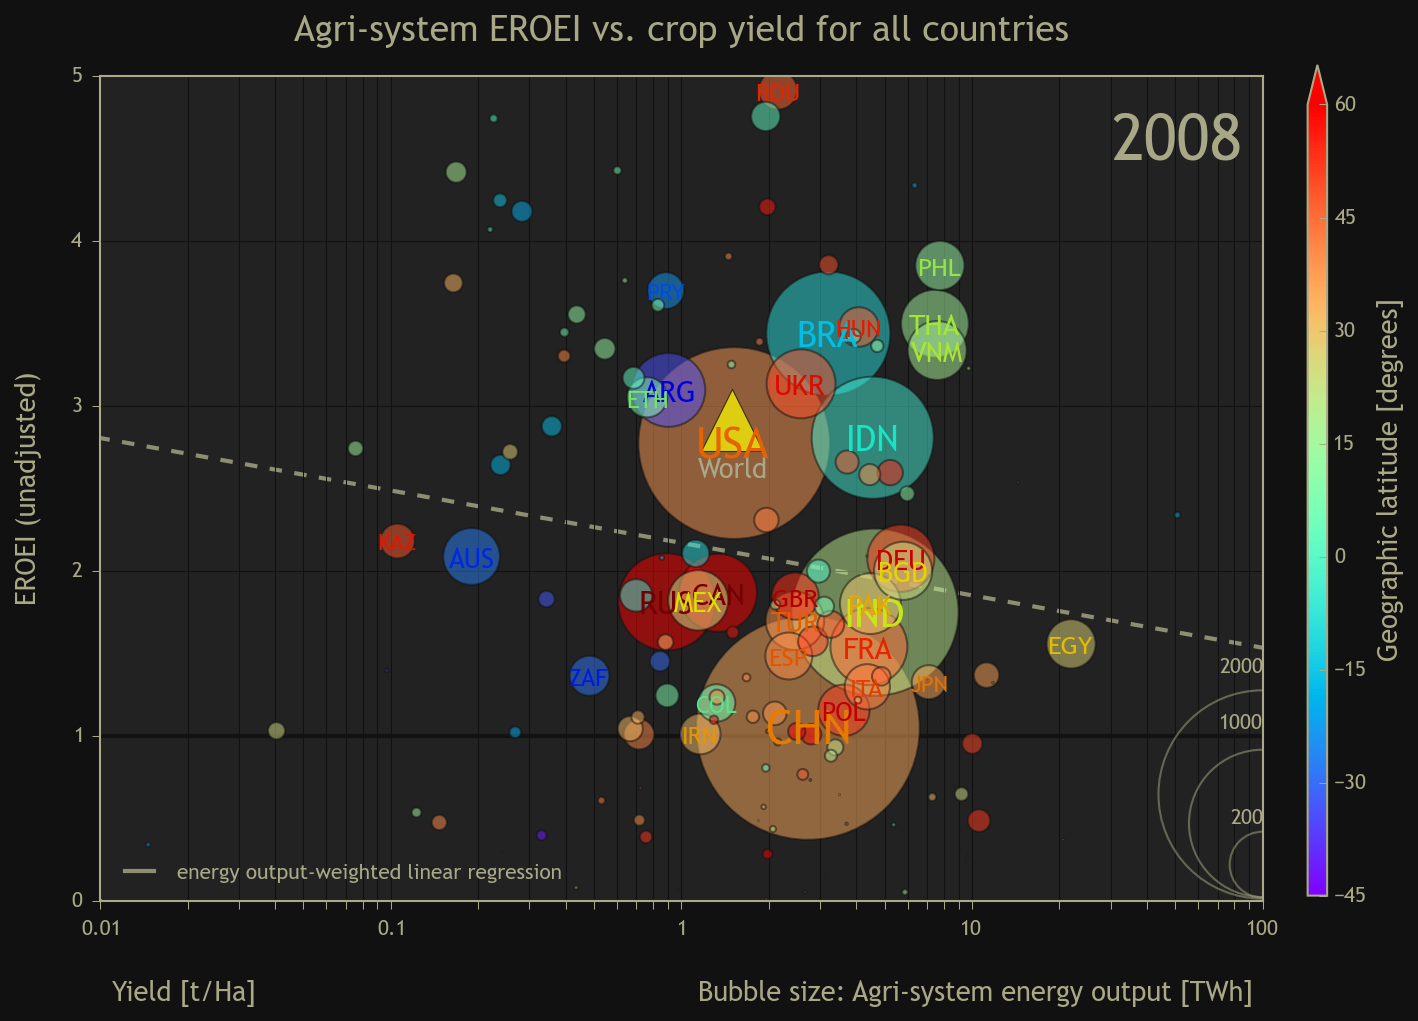 Agri-system EROEI vs. crop yield for all countries
2008
EROEI (unadjusted)
5
4
3
2
1
0
ROU
PHL
PRY
THA
HUN
BRA
VNM
UKR
ARG
ETH
USA
IDN
World
KAZ
AUS
DEU
BGD
RUS
CAN
MEX
GBR
PAK
IND
TUR
FRA
EGY
ESP
ZAF
ITA
JPN
COL
POL
IRN
CHN
2000
1000
200
energy output-weighted linear regression
0.01
0.1
1
10
100
Yield [t/Ha]
Bubble size: Agri-system energy output [TWh]
60
45
30
15
0
−15
−30
−45
Geographic latitude [degrees]